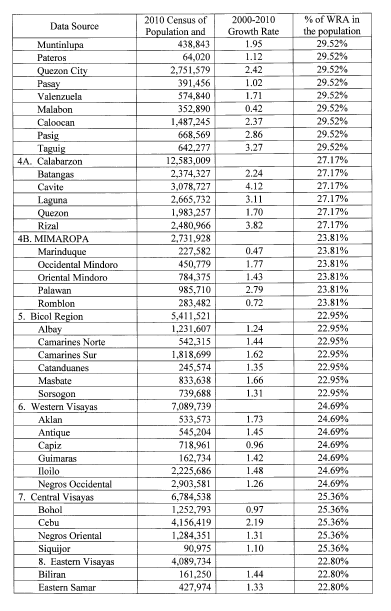 Data Source 2010 Census of Population and 2000-2010 Growth Rate % of WRA in the population
Muntinlupa 438,843 1.95 29.52%
Pateros 64,020 1.12 29.52%
Quezon City 2,751,579 2.42 29.52%
Pasay 391,456 1.02 29.52%
Valenzuela 574,840 1.71 29.52%
Malabon 352,890 0.42 29.52%
Caloocan 1,487,245 2.37 29.52%
Pasig 668,569 2.86 29.52%
Taguig 642,277 3.27 29.52%
4A. Calabarzon 12,583,009 27.17%
Batangas 2,374,327 2.24 27.17%
Cavite 3,078,727 4.12 27.17%
Laguna 2,665,732 3.11 27.17%
Quezon 1,983,257 1.70 27.17%
Rizal 2,480,966 3.82 27.17%
4B. MIMAROPA 2,731,928 23.81%
Marinduque 227,582 0.47 23.81%
Occidental Mindoro 450,779 1.77 23.81%
Oriental Mindoro 784,375 1.43 23.81%
Palawan 985,710 2.79 23.81%
Romblon 283,482 0.72 23.81%
5. Bicol Region 5,411,521 22.95%
Albay 1,231,607 1.24 22.95%
Camarines Norte 542,315 1.44 22.95%
Camarines Sur 1,818,699 1.62 22.95%
Catanduanes 245,574 1.35 22.95%
Masbate 833,638 1.66 22.95%
Sorsogon 739,688 1.31 22.95%
6. Western Visayas 7,089,739 24.69%
Aklan 533,573 1.73 24.69%
Antique 545,204 1.45 24.69%
Capiz 718,961 0.96 24.69%
Guimaras 162,734 1.42 24.69%
Iloilo 2,225,686 1.48 24.69%
Negros Occidental 2,903,581 1.26 24.69%
7. Central Visayas 6,784,538 25.36%
Bohol 1,252,793 0.97 25.36%
Cebu 4,156,419 2.19 25.36%
Negros Oriental 1,284,351 1.31 25.36%
Siquijor 90,975 1.10 25.36%
8. Eastern Visayas 4,089,734 22.80%
Biliran 161,250 1.44 22.80%
Eastern Samar 427,974 1.33 22.80%